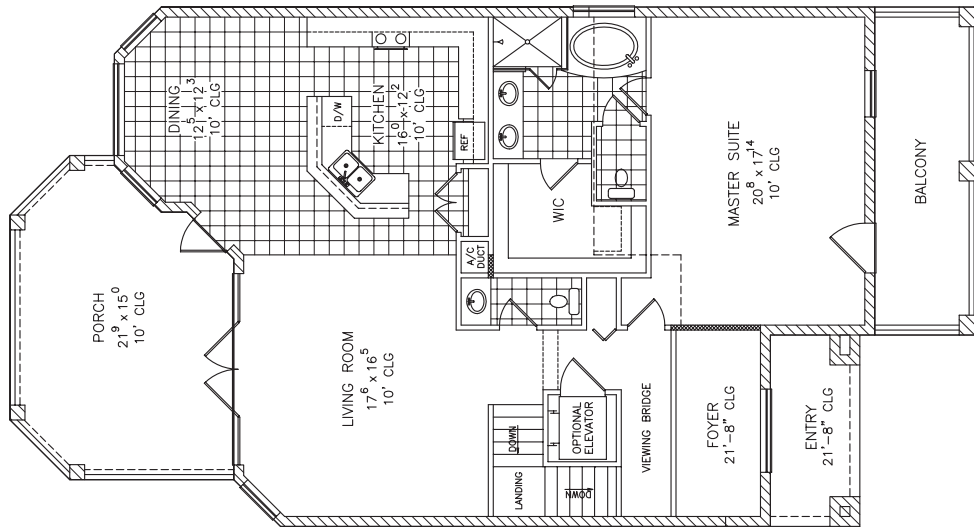 DINING
12⁵ x 12³
10' CLG
D/W
KITCHEN
16⁰ x 12²
10' CLG
REF
PORCH
21⁹ x 15⁰
10' CLG
A/C
DUCT
WIC
MASTER SUITE
20⁸ x 17¹⁴
10' CLG
BALCONY
LIVING ROOM
17⁶ x 16⁵
10' CLG
DOWN
LANDING
DOWN
OPTIONAL
ELEVATOR
VIEWING BRIDGE
FOYER
21'-8" CLG
ENTRY
21'-8" CLG